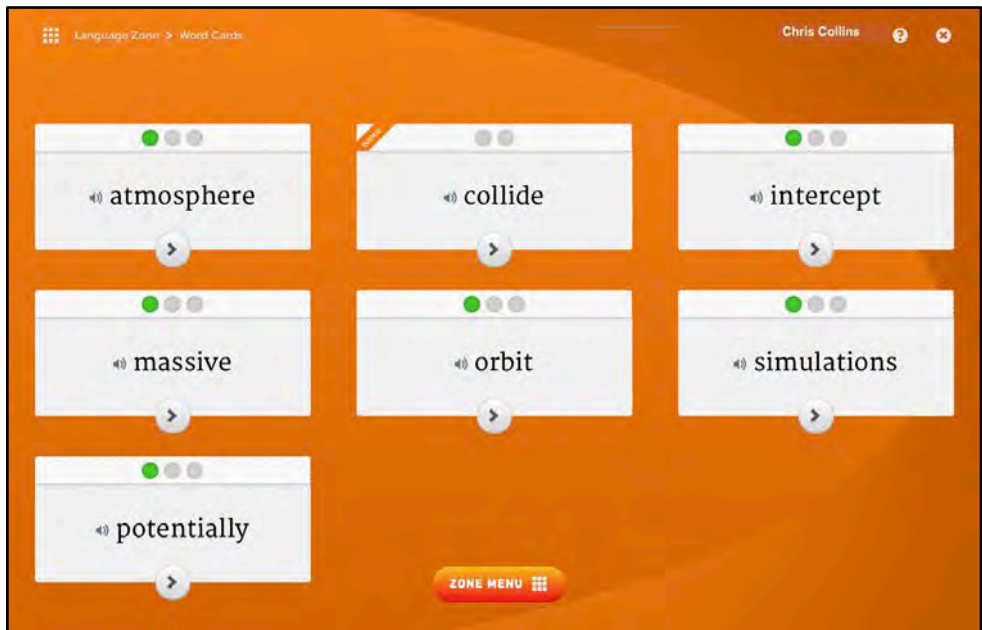 Language Zone > Word Cards
Chris Collins
atmosphere
collide
intercept
massive
orbit
simulations
potentially
ZONE MENU